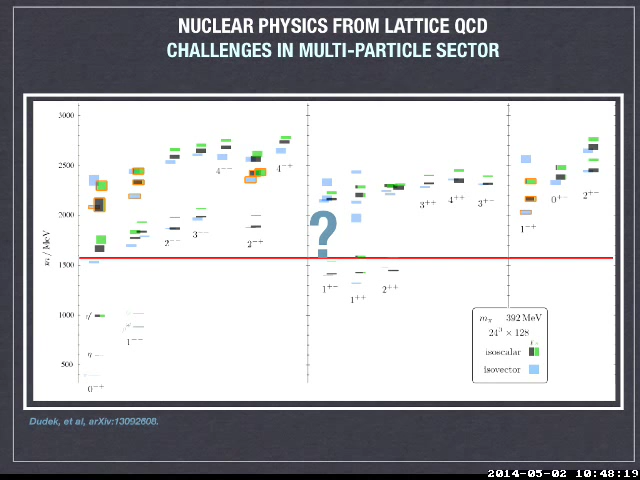 NUCLEAR PHYSICS FROM LATTICE QCD
CHALLENGES IN MULTI-PARTICLE SECTOR
3000
2500
2000
1500
1000
500
m / MeV
4⁻⁺
4⁻⁺
2⁻⁻
3⁻⁻
2⁻⁺
3⁺⁺
4⁺⁺
3⁺⁻
1⁻⁺
0⁺⁻
2⁺⁻
?
1⁺⁻
1⁺⁺
2⁺⁺
η′
η
1⁻⁻
0⁻⁺
mπ 392 MeV
24³ × 128
isoscalar
isovector
Dudek, et al, arXiv:13092608.
2014-05-02 10:48:19